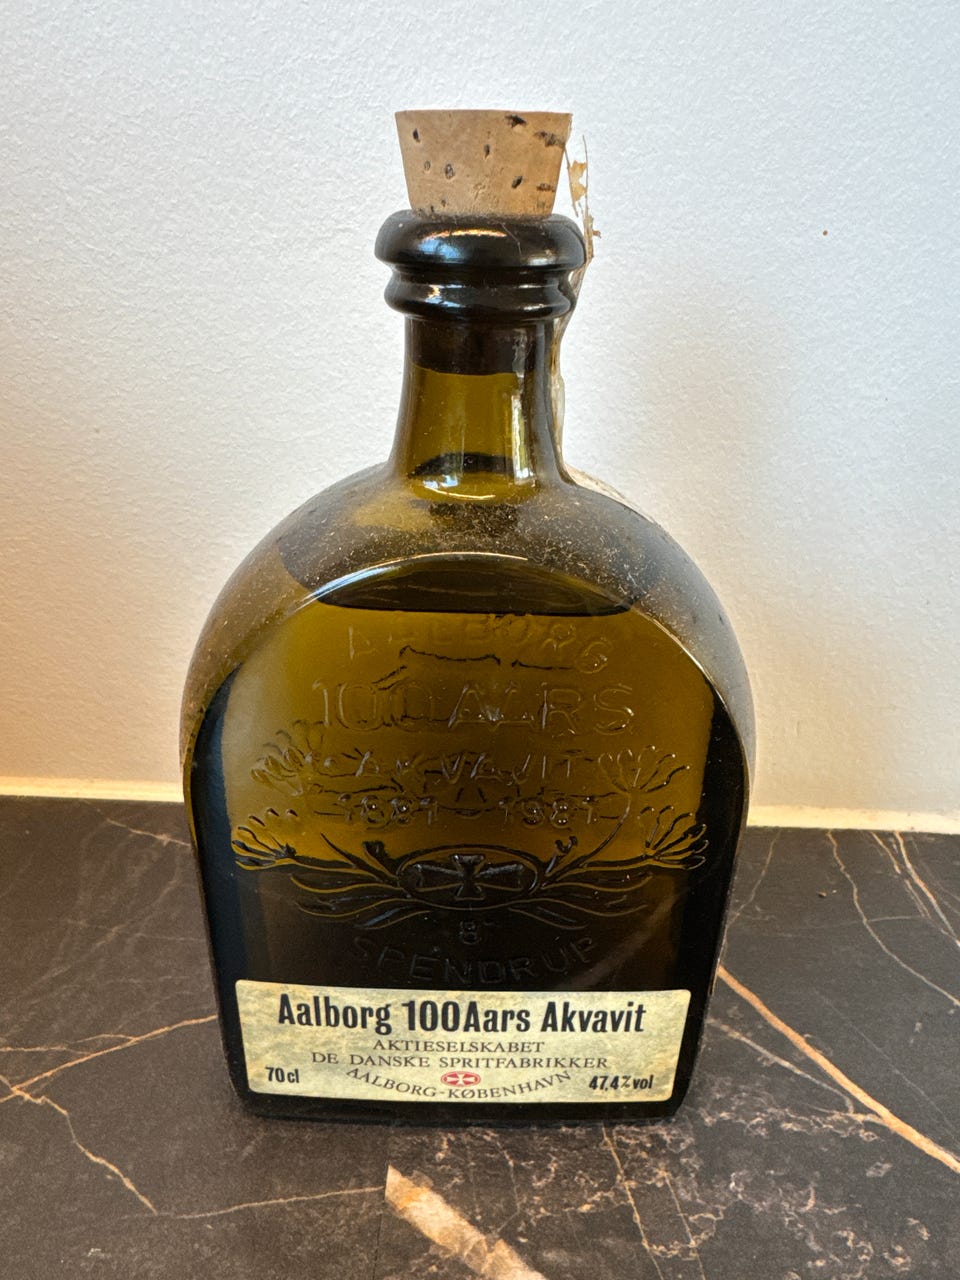 AALBORG
100 AARS
AKVAVIT
1881-1981
SPENDRUP
Aalborg 100Aars Akvavit
AKTIESELSKABET
DE DANSKE SPRITFABRIKKER
AALBORG-KØBENHAVN
70cl
47,4% vol